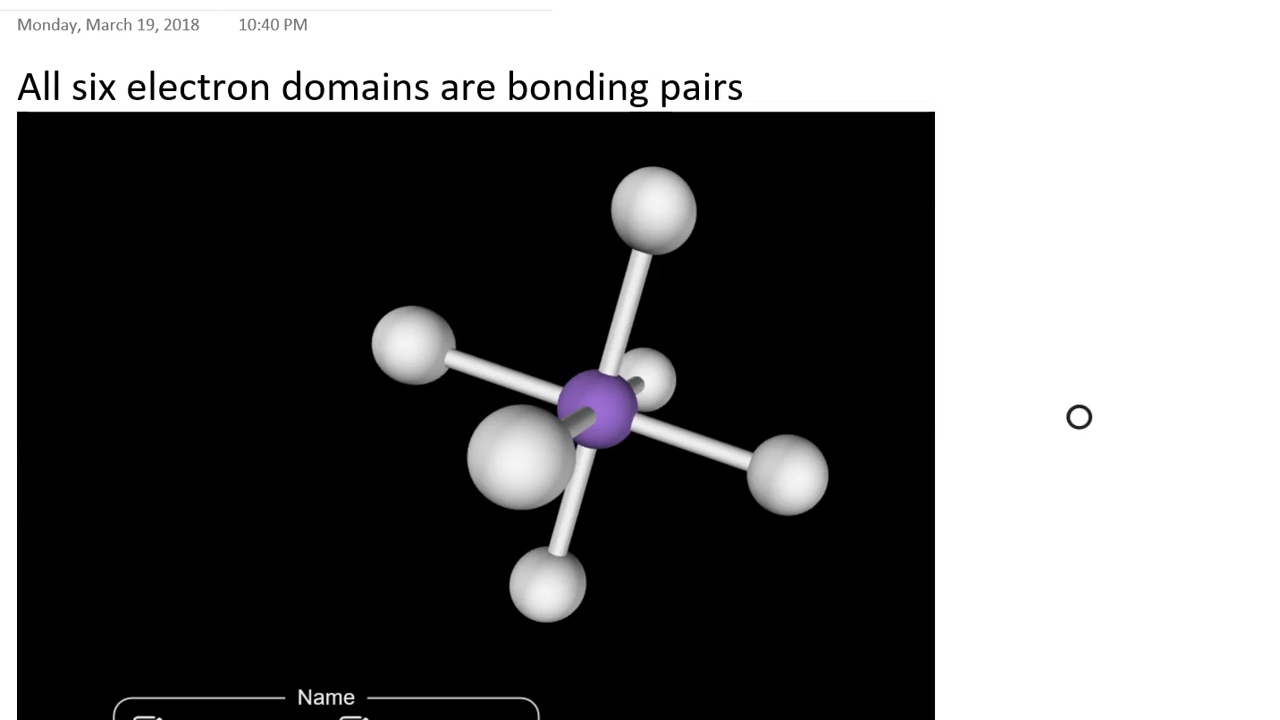 Monday, March 19, 2018 10:40 PM
All six electron domains are bonding pairs
Name